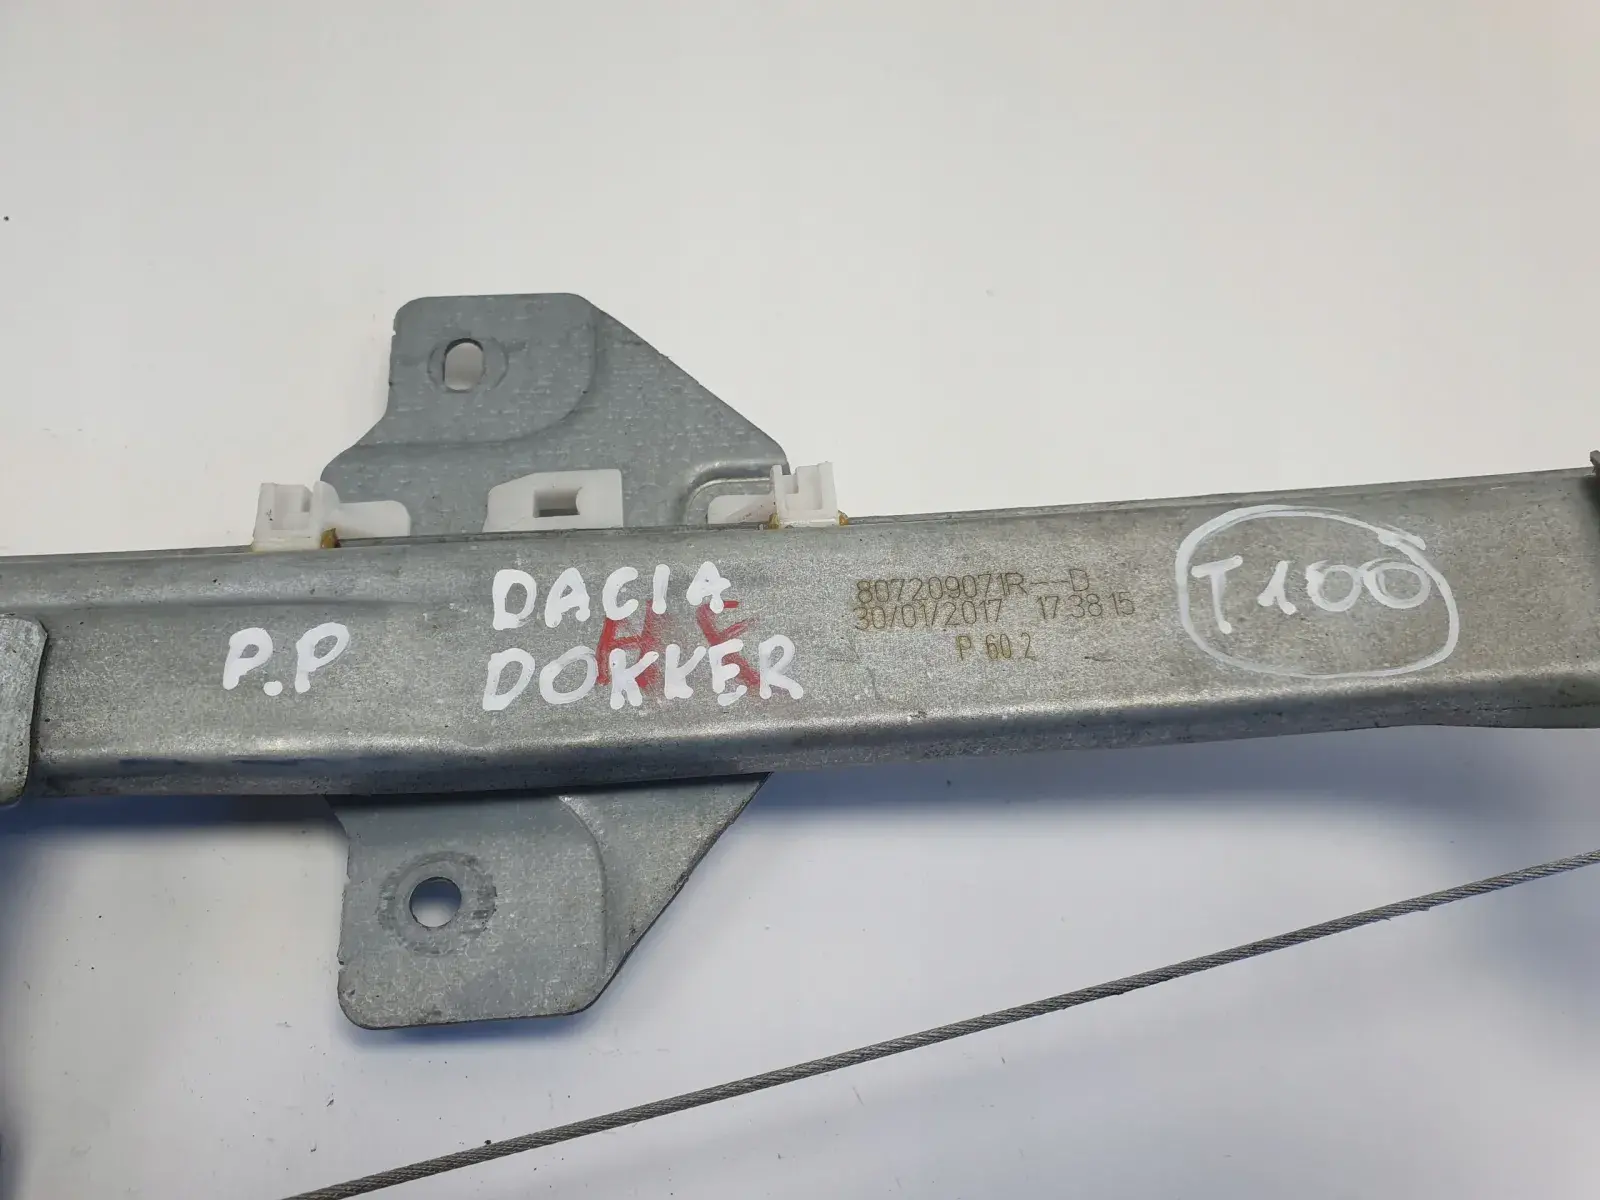 P.P
DACIA
DOKKER
807209071R--D
30/01/2017 17 38 15
P 60 2
T100